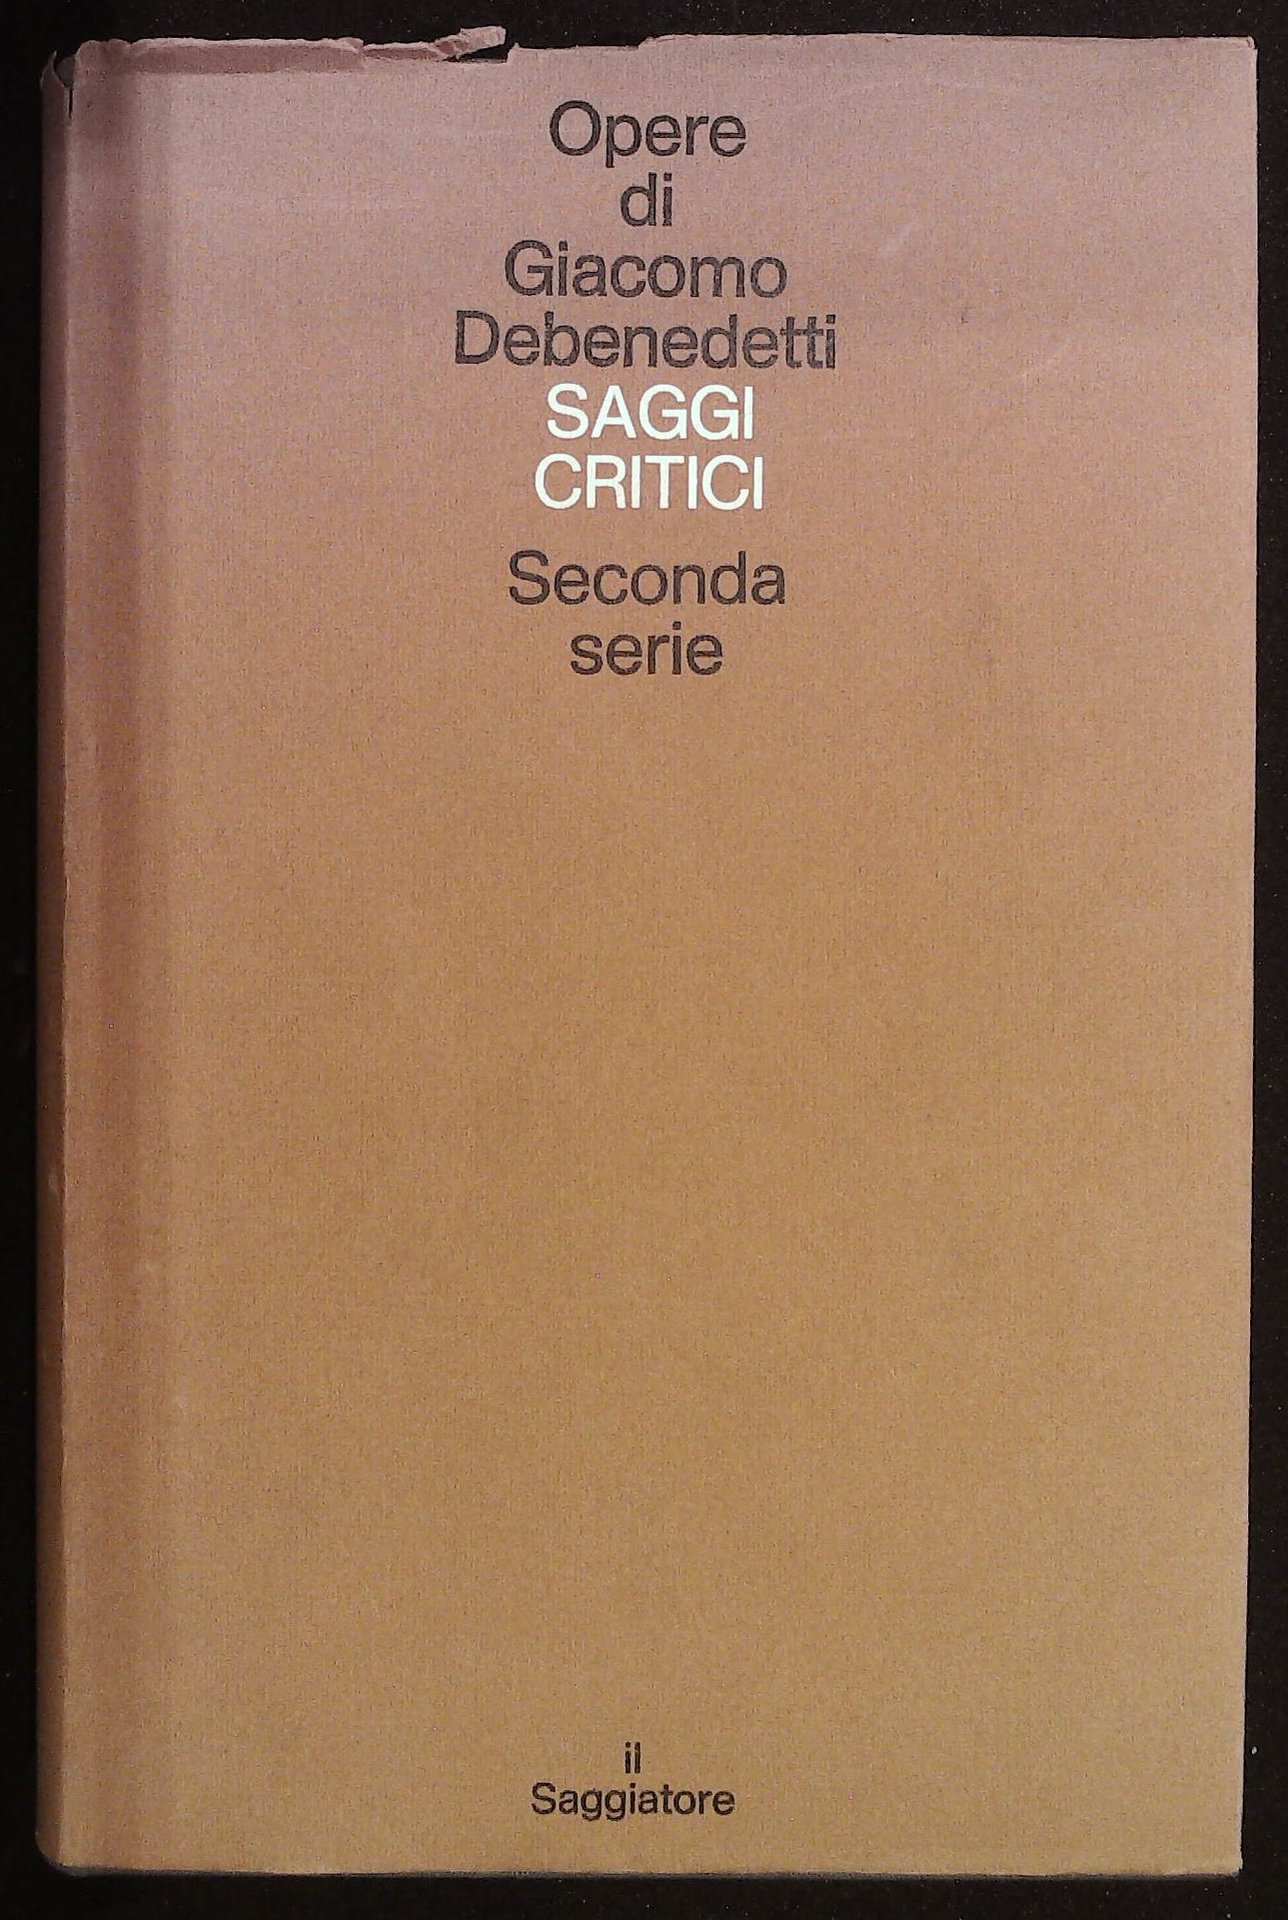 Opere
di
Giacomo
Debenedetti
SAGGI
CRITICI
Seconda
serie
il
Saggiatore